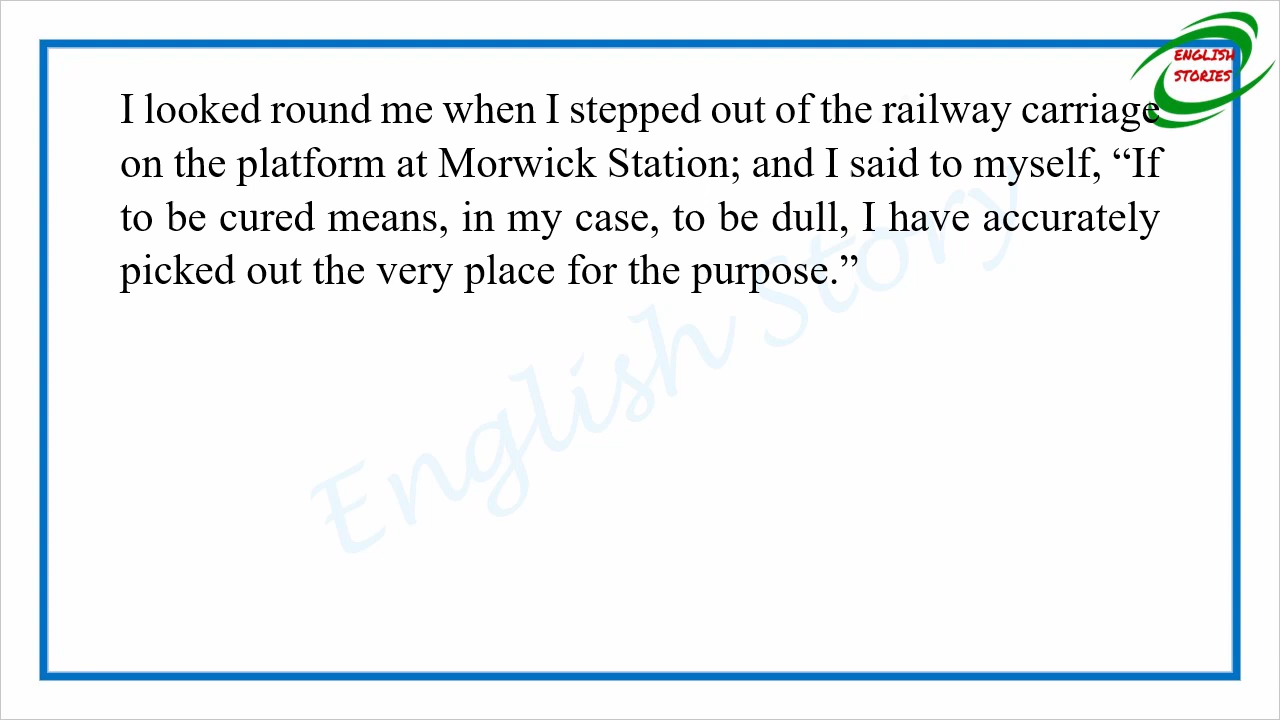 ENGLISH
STORIES
I looked round me when I stepped out of the railway carriage
on the platform at Morwick Station; and I said to myself, “If
to be cured means, in my case, to be dull, I have accurately
picked out the very place for the purpose.”
English Story